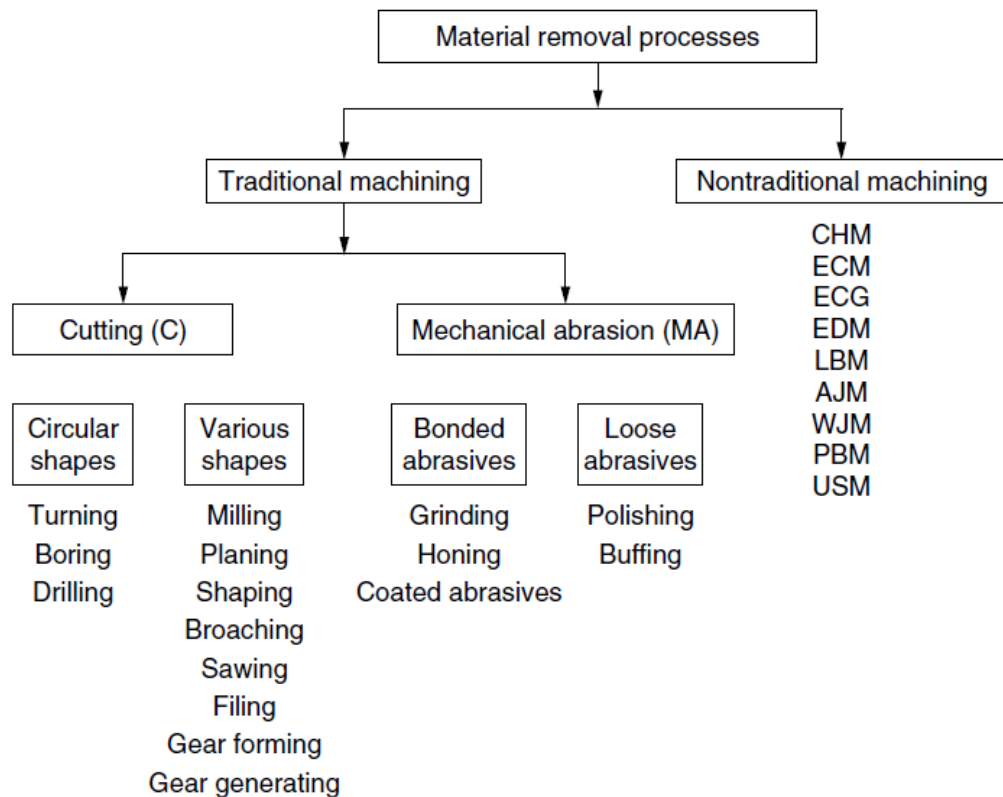 Material removal processes
Traditional machining
Nontraditional machining
CHM
ECM
ECG
EDM
LBM
AJM
WJM
PBM
USM
Cutting (C)
Mechanical abrasion (MA)
Circular
shapes
Turning
Boring
Drilling
Various
shapes
Milling
Planing
Shaping
Broaching
Sawing
Filing
Gear forming
Gear generating
Bonded
abrasives
Grinding
Honing
Coated abrasives
Loose
abrasives
Polishing
Buffing